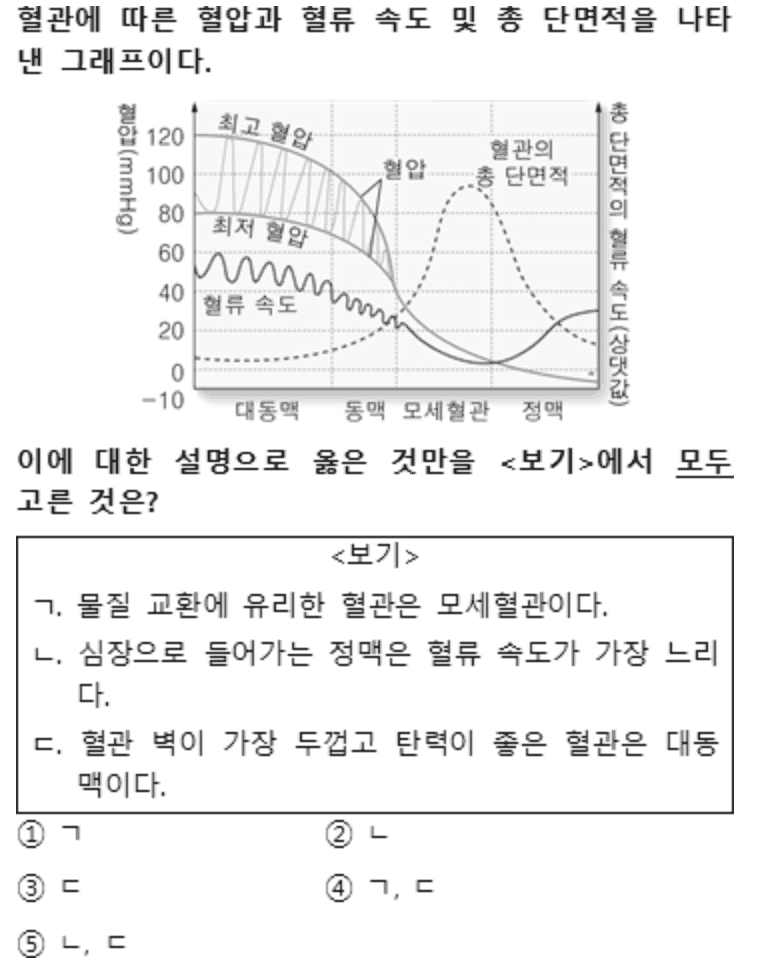 혈관에 따른 혈압과 혈류 속도 및 총 단면적을 나타
낸 그래프이다.
혈압(mmHg)
120
100
80
60
40
20
0
-10
최고 혈압
최저 혈압
혈압
혈류 속도
혈관의
총 단면적
총 단면적의 혈류 속도(상댓값)
대동맥 동맥 모세혈관 정맥
이에 대한 설명으로 옳은 것만을 <보기>에서 모두
고른 것은?
<보기>
ㄱ. 물질 교환에 유리한 혈관은 모세혈관이다.
ㄴ. 심장으로 들어가는 정맥은 혈류 속도가 가장 느리
다.
ㄷ. 혈관 벽이 가장 두껍고 탄력이 좋은 혈관은 대동
맥이다.
① ㄱ ② ㄴ
③ ㄷ ④ ㄱ, ㄷ
⑤ ㄴ, ㄷ